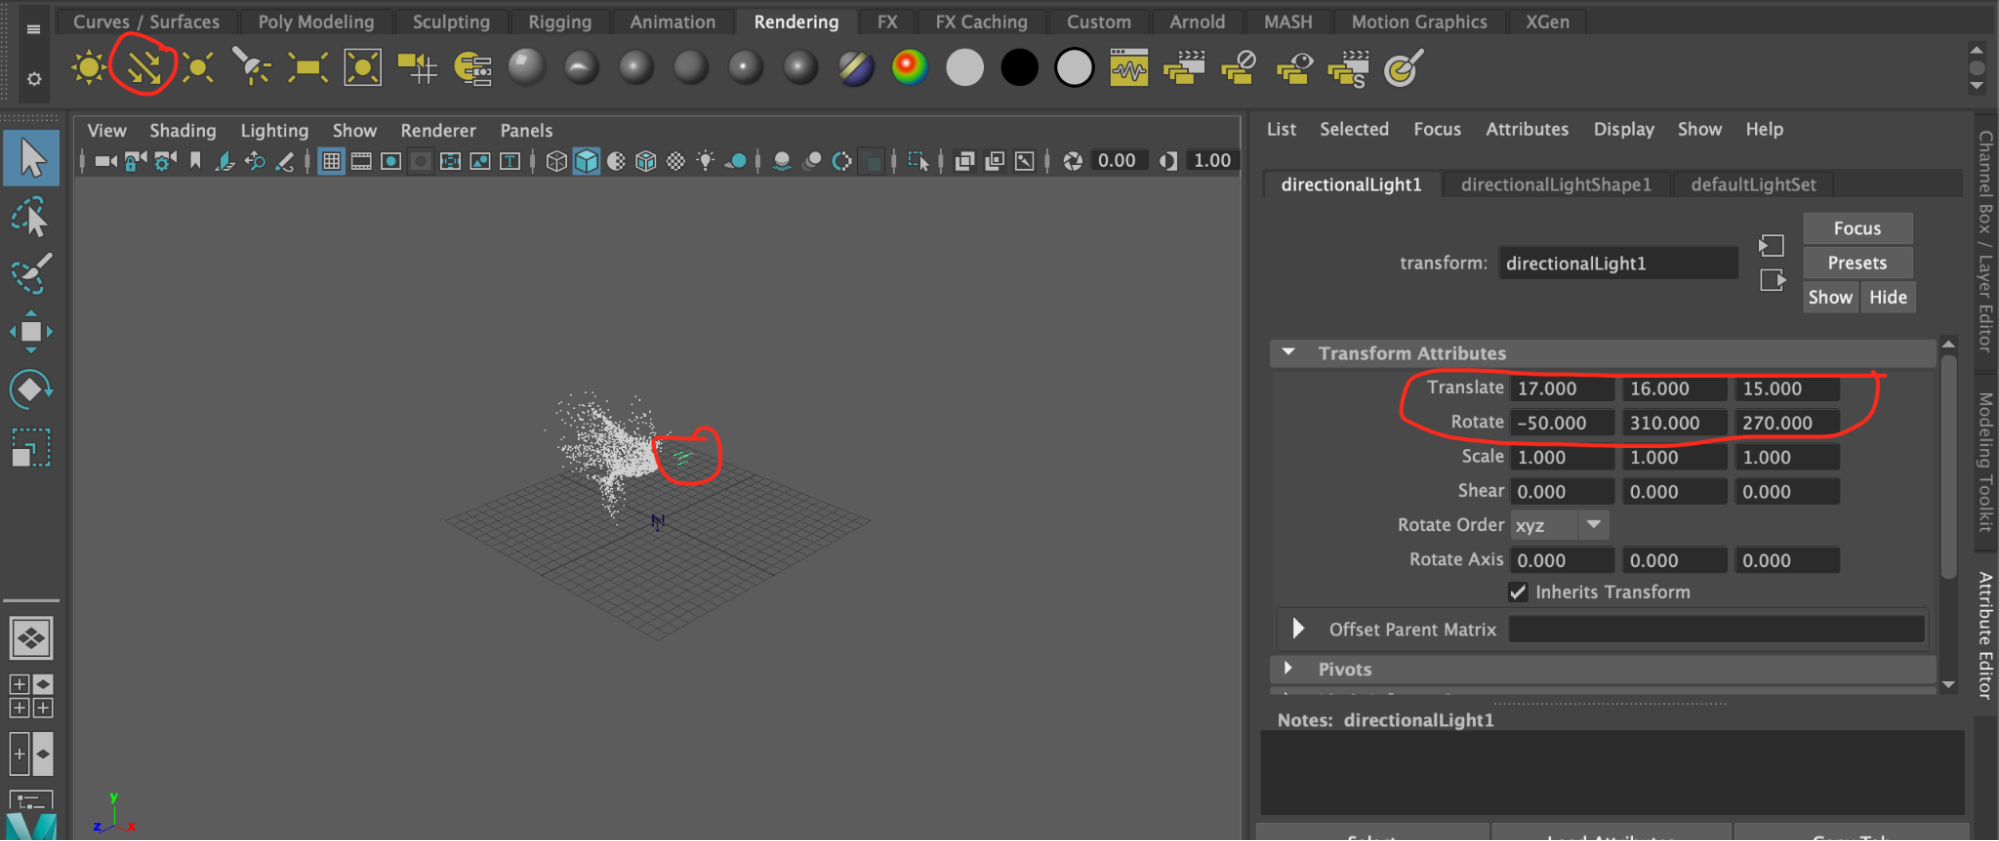 Curves / Surfaces Poly Modeling Sculpting Rigging Animation Rendering FX FX Caching Custom Arnold MASH Motion Graphics XGen
S
View Shading Lighting Show Renderer Panels
T 0.00 1.00
List Selected Focus Attributes Display Show Help
directionalLight1 directionalLightShape1 defaultLightSet
Focus
transform: directionalLight1 Presets
Show Hide
Transform Attributes
Translate 17.000 16.000 15.000
Rotate -50.000 310.000 270.000
Scale 1.000 1.000 1.000
Shear 0.000 0.000 0.000
Rotate Order xyz
Rotate Axis 0.000 0.000 0.000
Inherits Transform
Offset Parent Matrix
Pivots
Notes: directionalLight1
Channel Box / Layer Editor
Modeling Toolkit
Attribute Editor
y
z x